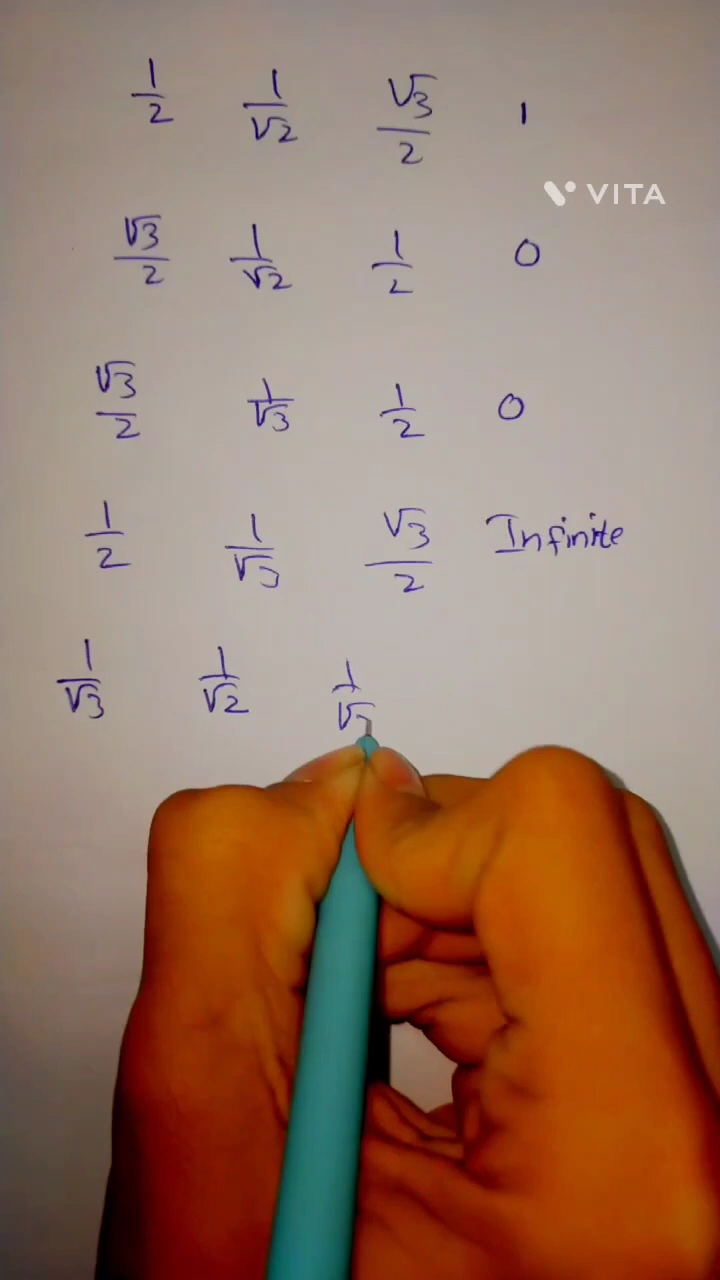 1/2 1/√2 √3/2 1
VITA
√3/2 1/√2 1/2 0
√3/2 1/√3 1/2 0
1/2 1/√3 √3/2 Infinite
1/√3 1/√2 1/√